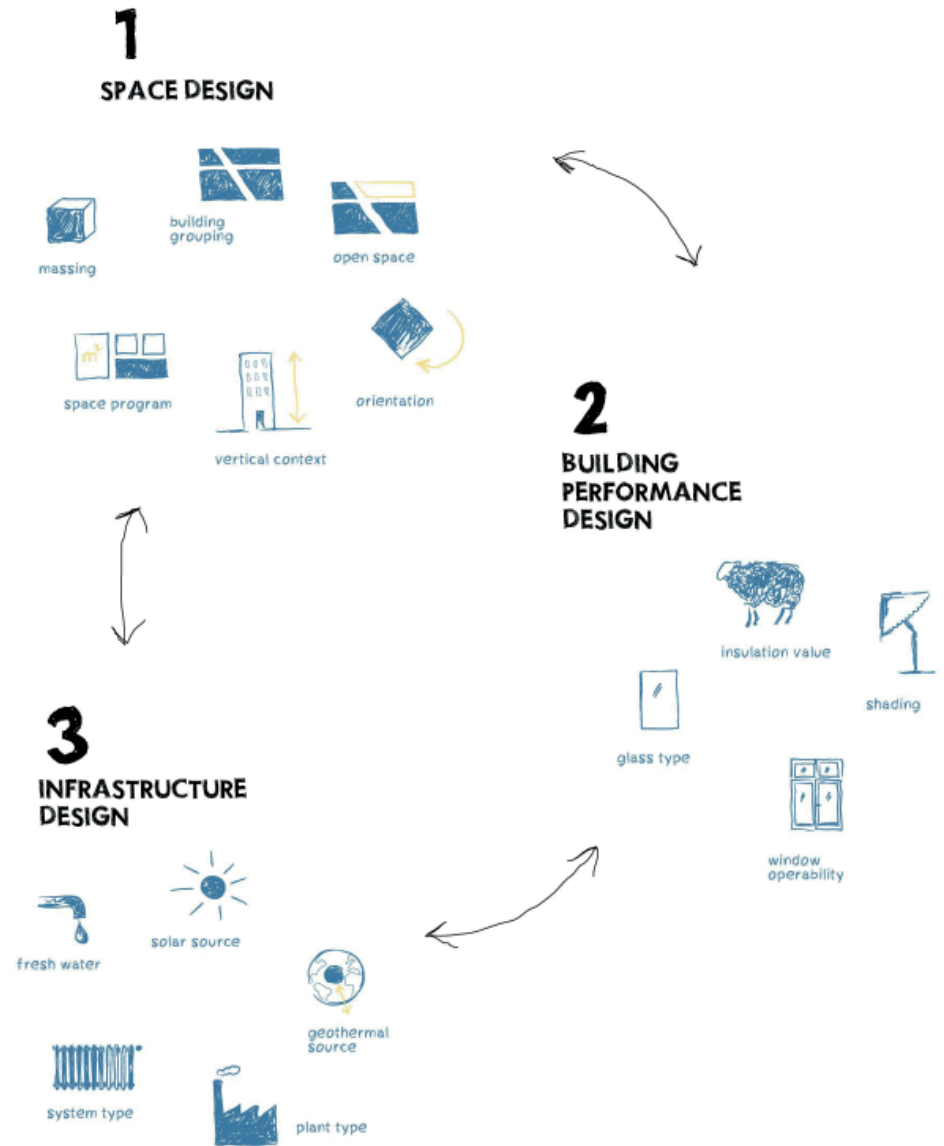 1
SPACE DESIGN
building
grouping
open space
massing
m²
space program
vertical context
orientation
2
BUILDING
PERFORMANCE
DESIGN
insulation value
shading
glass type
window
operability
3
INFRASTRUCTURE
DESIGN
fresh water
solar source
geothermal
source
system type
plant type